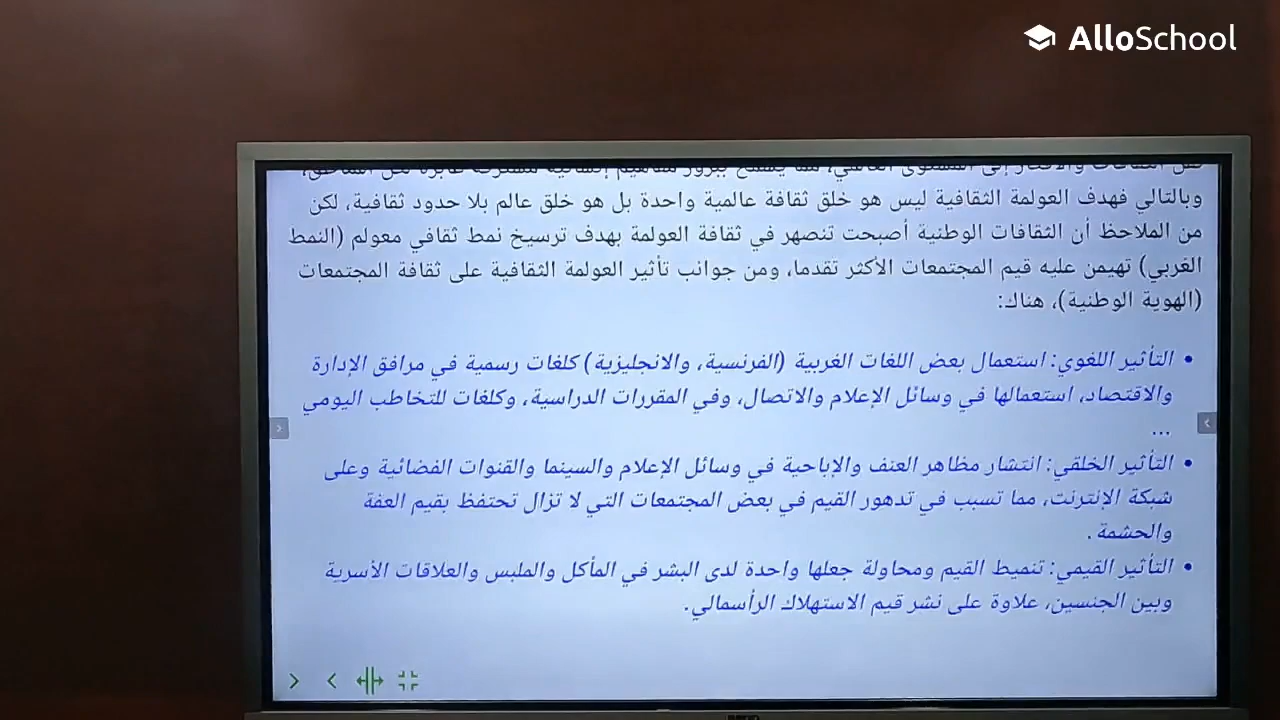 AlloSchool
وبالتالي فهدف العولمة الثقافية ليس هو خلق ثقافة عالمية واحدة بل هو خلق عالم بلا حدود ثقافية، لكن
من الملاحظ أن الثقافات الوطنية أصبحت تنصهر في ثقافة العولمة بهدف ترسيخ نمط ثقافي معولم (النمط
الغربي) تهيمن عليه قيم المجتمعات الأكثر تقدما، ومن جوانب تأثير العولمة الثقافية على ثقافة المجتمعات
(الهوية الوطنية)، هناك:
• التأثير اللغوي: استعمال بعض اللغات الغربية (الفرنسية، والانجليزية) كلغات رسمية في مرافق الإدارة
والاقتصاد، استعمالها في وسائل الإعلام والاتصال، وفي المقررات الدراسية، وكلغات للتخاطب اليومي
...
• التأثير الخلقي: انتشار مظاهر العنف والإباحية في وسائل الإعلام والسينما والقنوات الفضائية وعلى
شبكة الإنترنت، مما تسبب في تدهور القيم في بعض المجتمعات التي لا تزال تحتفظ بقيم العفة
والحشمة.
• التأثير القيمي: تنميط القيم ومحاولة جعلها واحدة لدى البشر في المأكل والملبس والعلاقات الأسرية
وبين الجنسين، علاوة على نشر قيم الاستهلاك الرأسمالي.